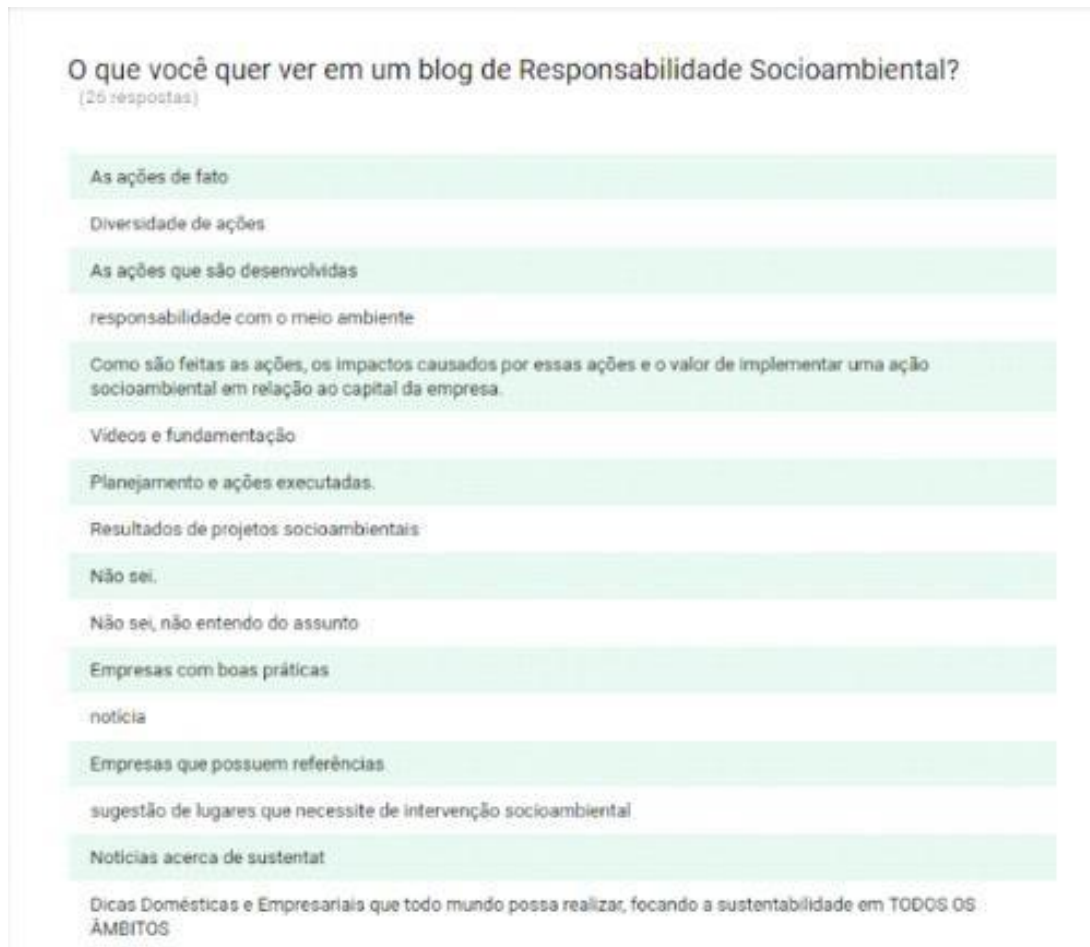 O que você quer ver em um blog de Responsabilidade Socioambiental?
(26 respostas)
As ações de fato
Diversidade de ações
As ações que são desenvolvidas
responsabilidade com o meio ambiente
Como são feitas as ações, os impactos causados por essas ações e o valor de implementar uma ação
socioambiental em relação ao capital da empresa.
Videos e fundamentação
Planejamento e ações executadas.
Resultados de projetos socioambientais
Não sei.
Não sei, não entendo do assunto
Empresas com boas práticas
notícia
Empresas que possuem referências
sugestão de lugares que necessite de intervenção socioambiental
Noticias acerca de sustentat
Dicas Domésticas e Empresariais que todo mundo possa realizar, focando a sustentabilidade em TODOS OS
ÂMBITOS